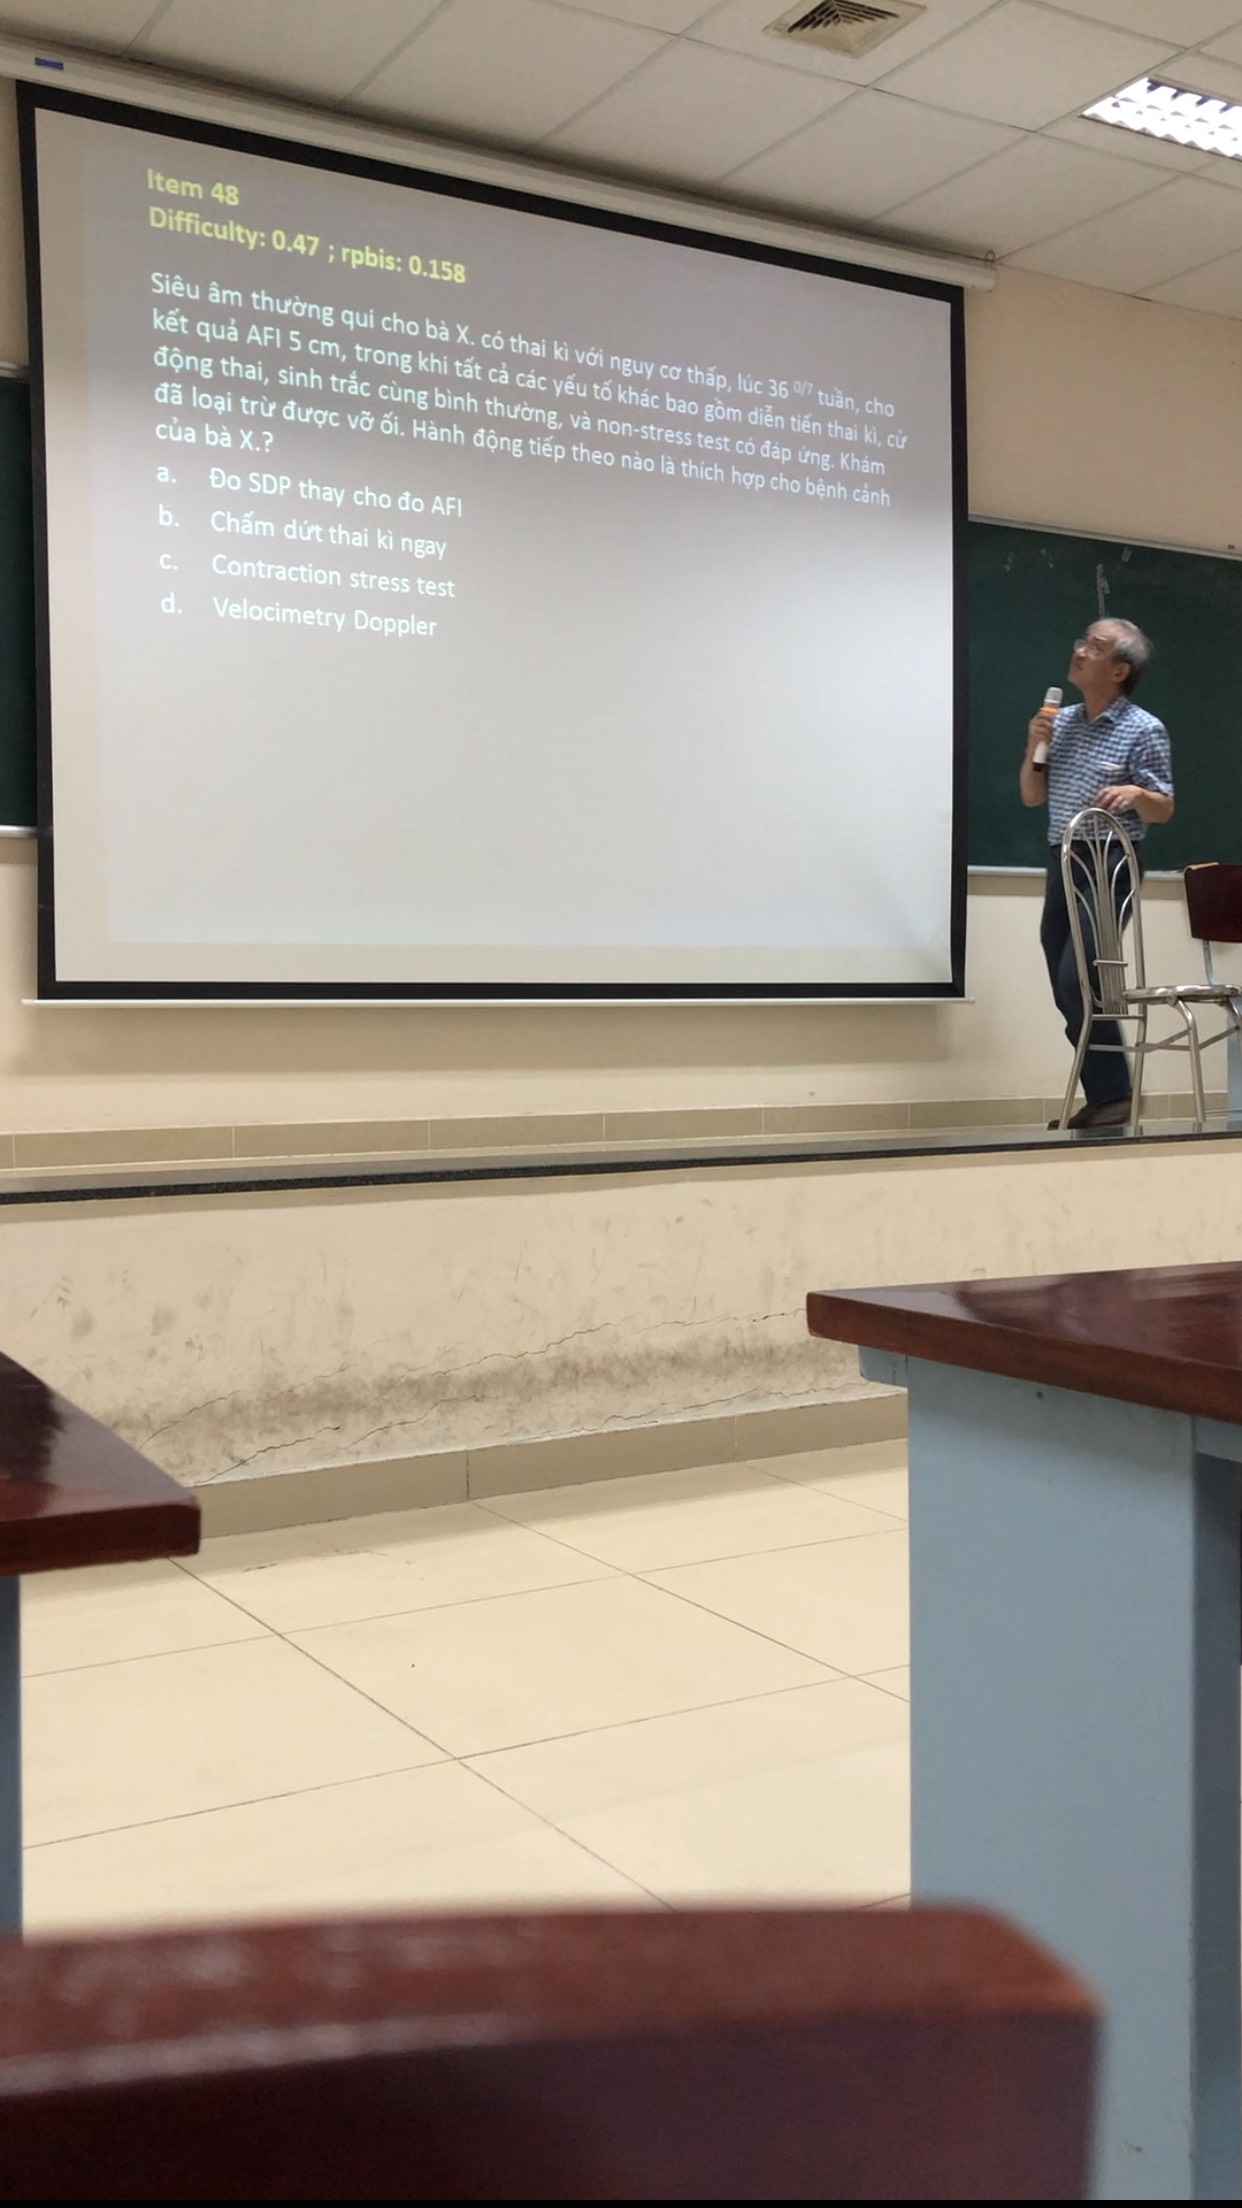 Item 48
Difficulty: 0.47 ; rpbis: 0.158
Siêu âm thường qui cho bà X. có thai kì với nguy cơ thấp, lúc 36 0/7 tuần, cho
kết quả AFI 5 cm, trong khi tất cả các yếu tố khác bao gồm diễn tiến thai kì, cử
động thai, sinh trắc cùng bình thường, và non-stress test có đáp ứng. Khám
đã loại trừ được vỡ ối. Hành động tiếp theo nào là thích hợp cho bệnh cảnh
của bà X.?
a. Đo SDP thay cho đo AFI
b. Chấm dứt thai kì ngay
c. Contraction stress test
d. Velocimetry Doppler